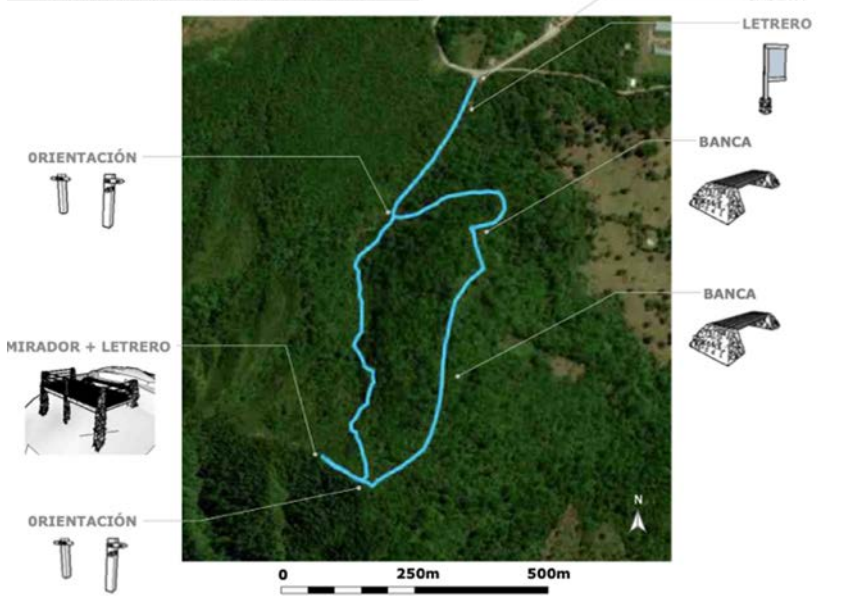 LETRERO
BANCA
0RIENTACIÓN
BANCA
MIRADOR + LETRERO
0RIENTACIÓN
N
0 250m 500m